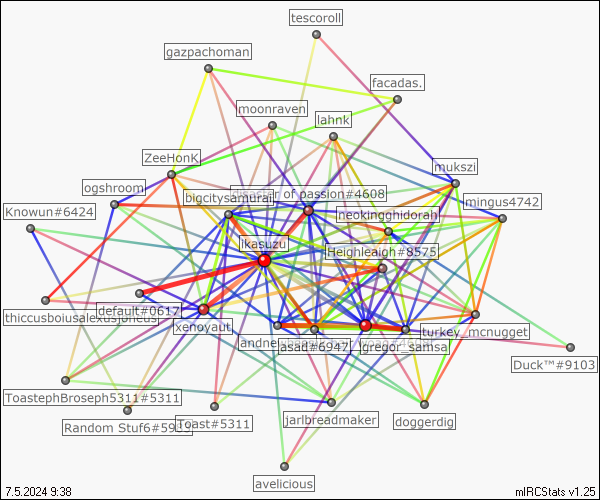 tescoroll
gazpachoman
facadas.
moonraven
lahnk
ZeeHonK
mukszi
ogshroom
bigcitysamurai
of passion#4608
mingus4742
Knowun#6424
neokingghidorah
ikasuzu
Heighleaigh#8575
default#0617
thiccusboiusalexusjoricus
xenoyaut
turkey_mcnugget
asad#6947
gregor_samsa
Duck™#9103
ToastephBroseph5311#5311
Random Stuf6#59
Toast#5311
jarlbreadmaker
doggerdig
avelicious
7.5.2024 9:38
mIRCStats v1.25